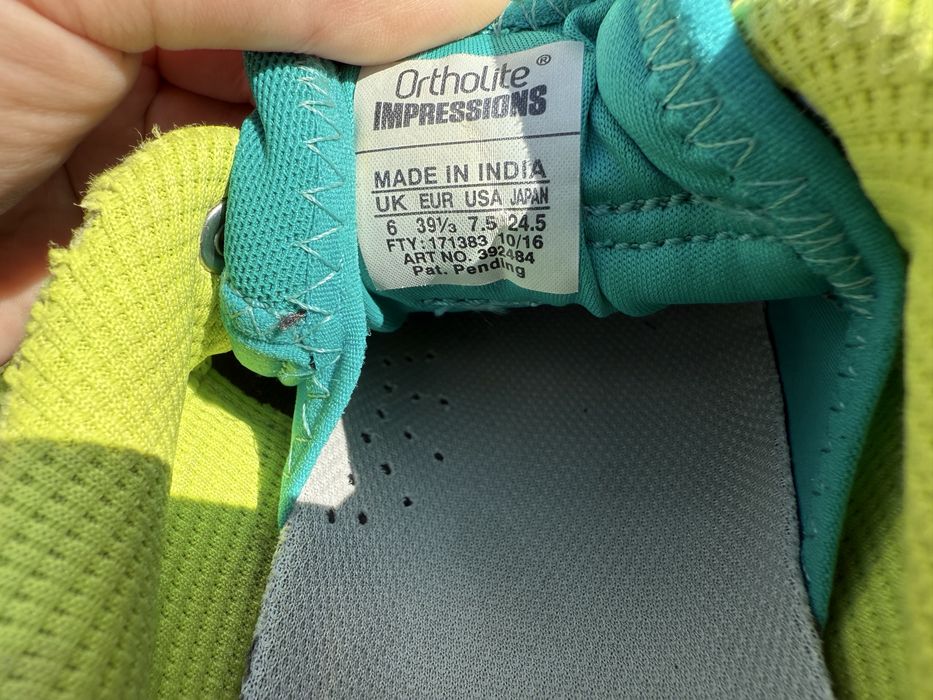 Ortholite®
IMPRESSIONS
MADE IN INDIA
UK EUR USA JAPAN
6 39⅓ 7.5 24.5
FTY: 171383 10/16
ART NO. 392484
Pat. Pending